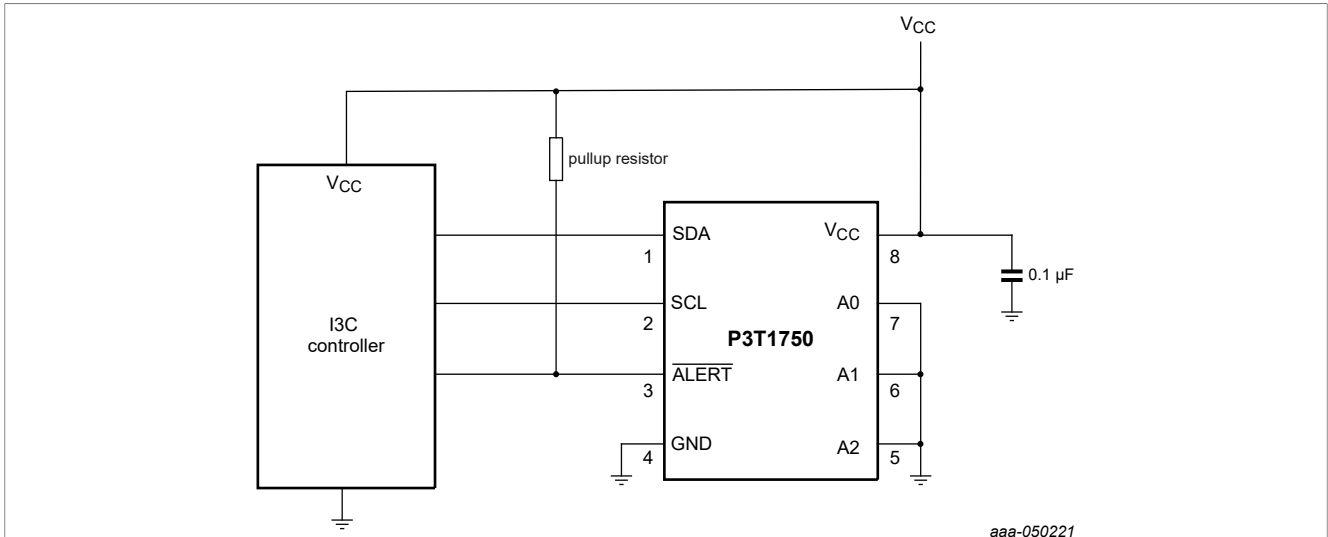 VCC
pullup resistor
VCC
I3C
controller
SDA
1
SCL
2
ALERT
3
GND
4
P3T1750
VCC
8
A0
7
A1
6
A2
5
0.1 µF
aaa-050221